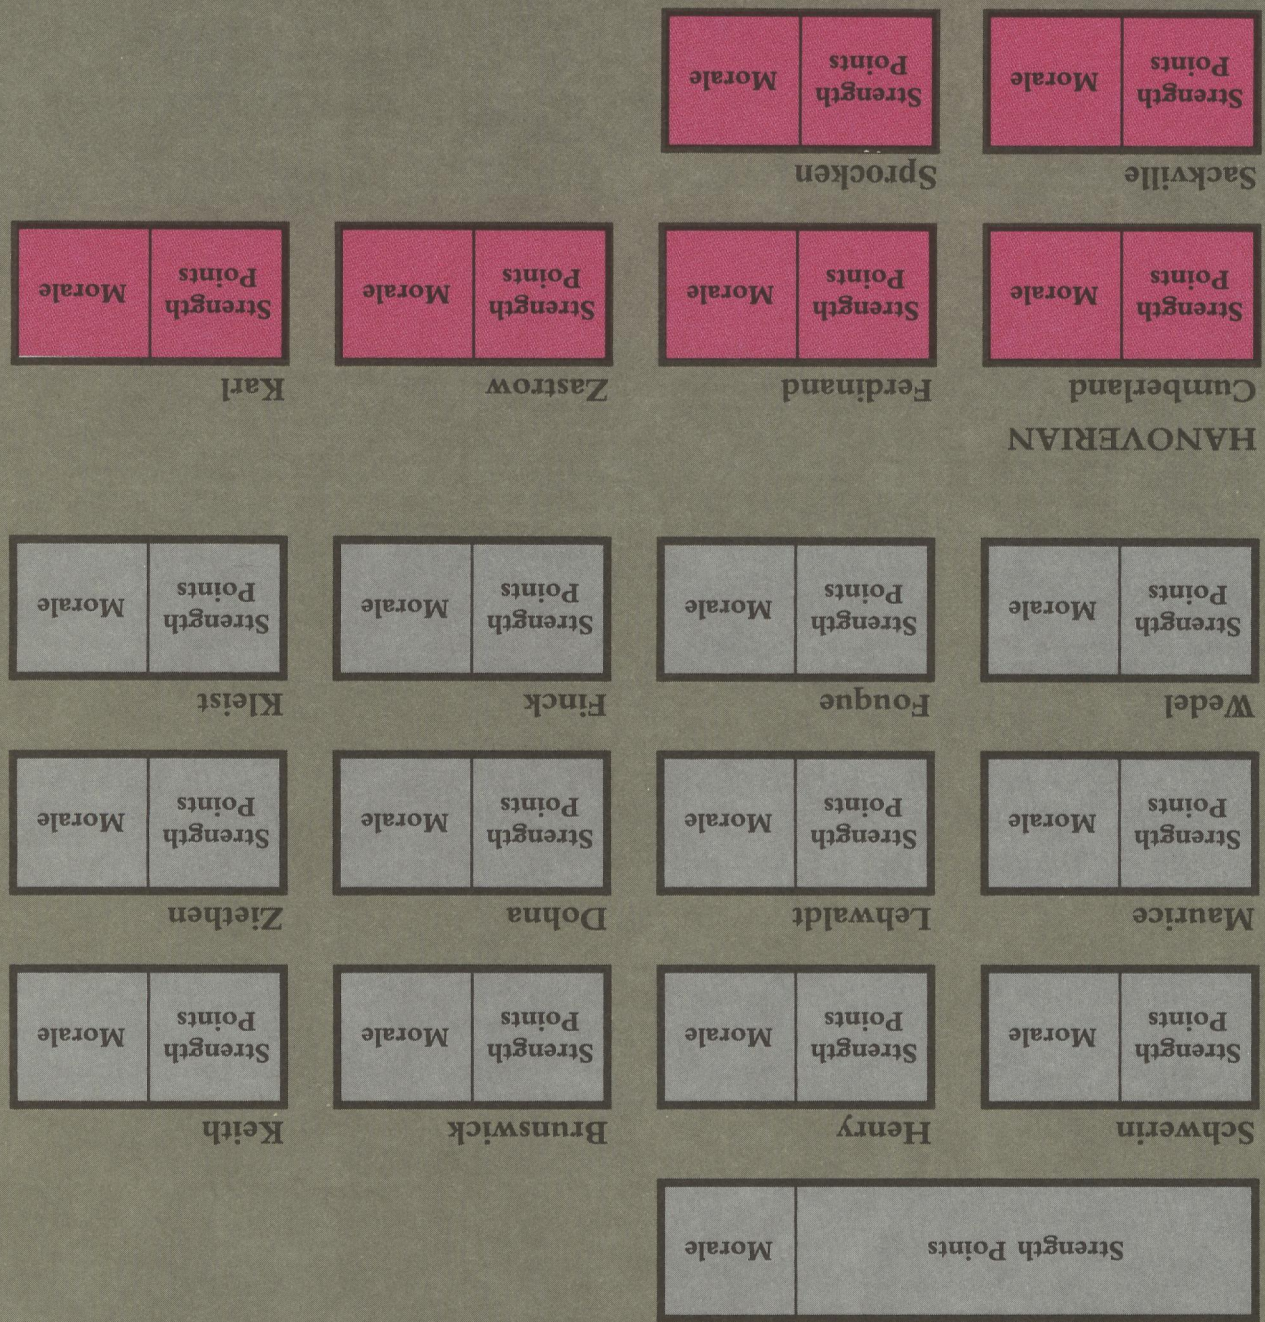 Strength Points
Morale
Schwerin
Strength
Points
Morale
Henry
Strength
Points
Morale
Brunswick
Strength
Points
Morale
Keith
Strength
Points
Morale
Maurice
Strength
Points
Morale
Lehwaldt
Strength
Points
Morale
Dohna
Strength
Points
Morale
Ziethen
Strength
Points
Morale
Wedel
Strength
Points
Morale
Fouque
Strength
Points
Morale
Finck
Strength
Points
Morale
Kleist
Strength
Points
Morale
HANOVERIAN
Cumberland
Strength
Points
Morale
Ferdinand
Strength
Points
Morale
Zastrow
Strength
Points
Morale
Karl
Strength
Points
Morale
Sackville
Strength
Points
Morale
Sprocken
Strength
Points
Morale